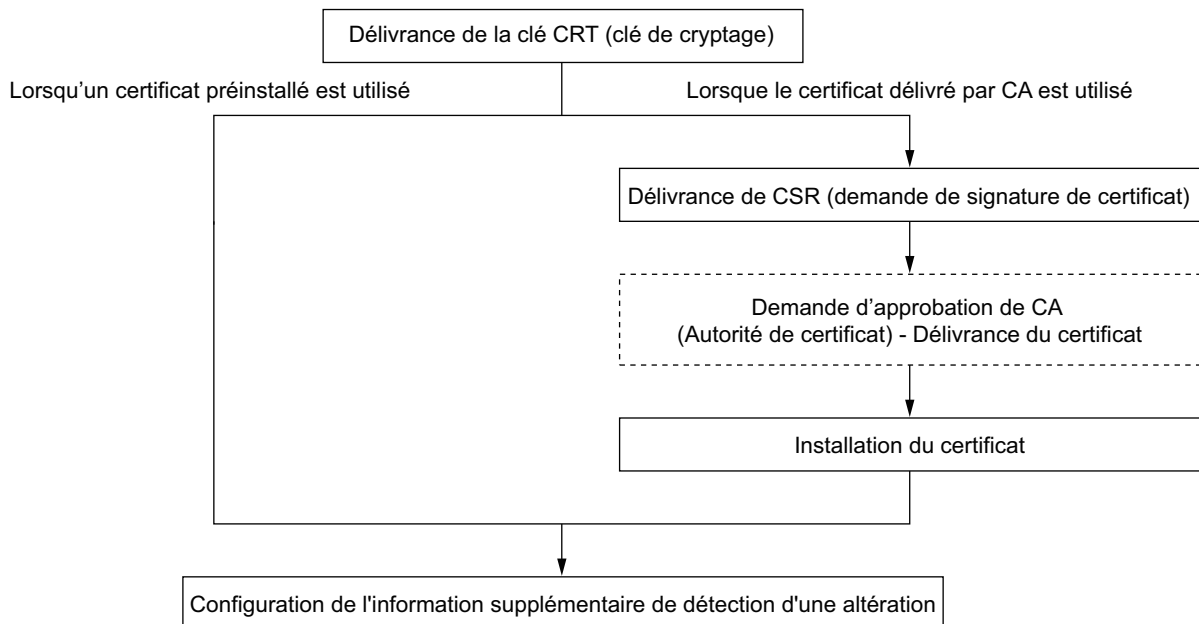 Délivrance de la clé CRT (clé de cryptage)
Lorsqu’un certificat préinstallé est utilisé
Lorsque le certificat délivré par CA est utilisé
Délivrance de CSR (demande de signature de certificat)
Demande d’approbation de CA
(Autorité de certificat) - Délivrance du certificat
Installation du certificat
Configuration de l'information supplémentaire de détection d'une altération